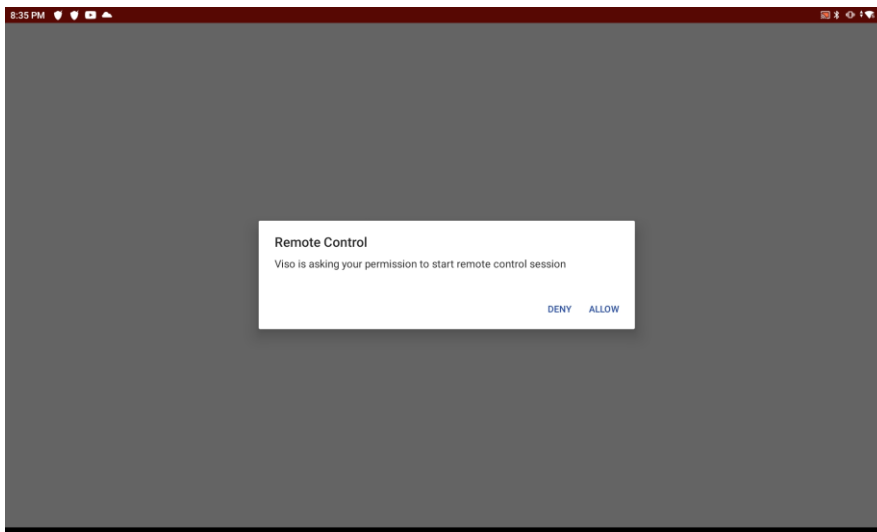 8:35 PM
Remote Control
Viso is asking your permission to start remote control session
DENY ALLOW